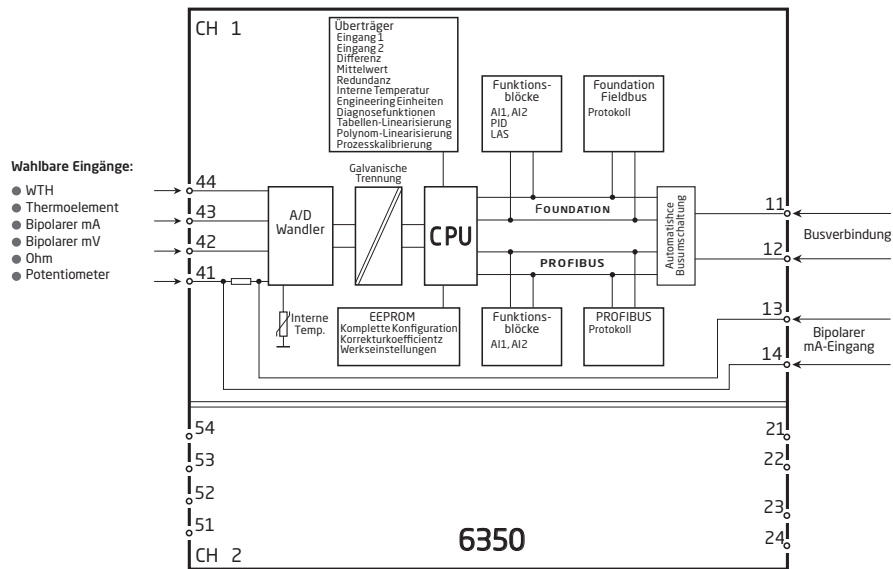 CH 1
Überträger
Eingang 1
Eingang 2
Differenz
Mittelwert
Redundanz
Interne Temperatur
Engineering Einheiten
Diagnosefunktionen
Tabellen-Linearisierung
Polynom-Linearisierung
Prozesskalibrierung
Funktions-
blöcke
AI1, AI2
PID
LAS
Foundation
Fieldbus
Protokoll
Wahlbare Eingänge:
● WTH
● Thermoelement
● Bipolarer mA
● Bipolarer mV
● Ohm
● Potentiometer
44
43
42
41
A/D
Wandler
Galvanische
Trennung
CPU
FOUNDATION
PROFIBUS
Automatishce
Busumschaltung
11
12
Busverbindung
13
14
Bipolarer
mA-Eingang
Interne
Temp.
EEPROM
Komplette Konfiguration
Korrekturkoefficientz
Werkseinstellungen
Funktions-
blöcke
AI1, AI2
PROFIBUS
Protokoll
54
53
52
51
21
22
23
24
CH 2
6350